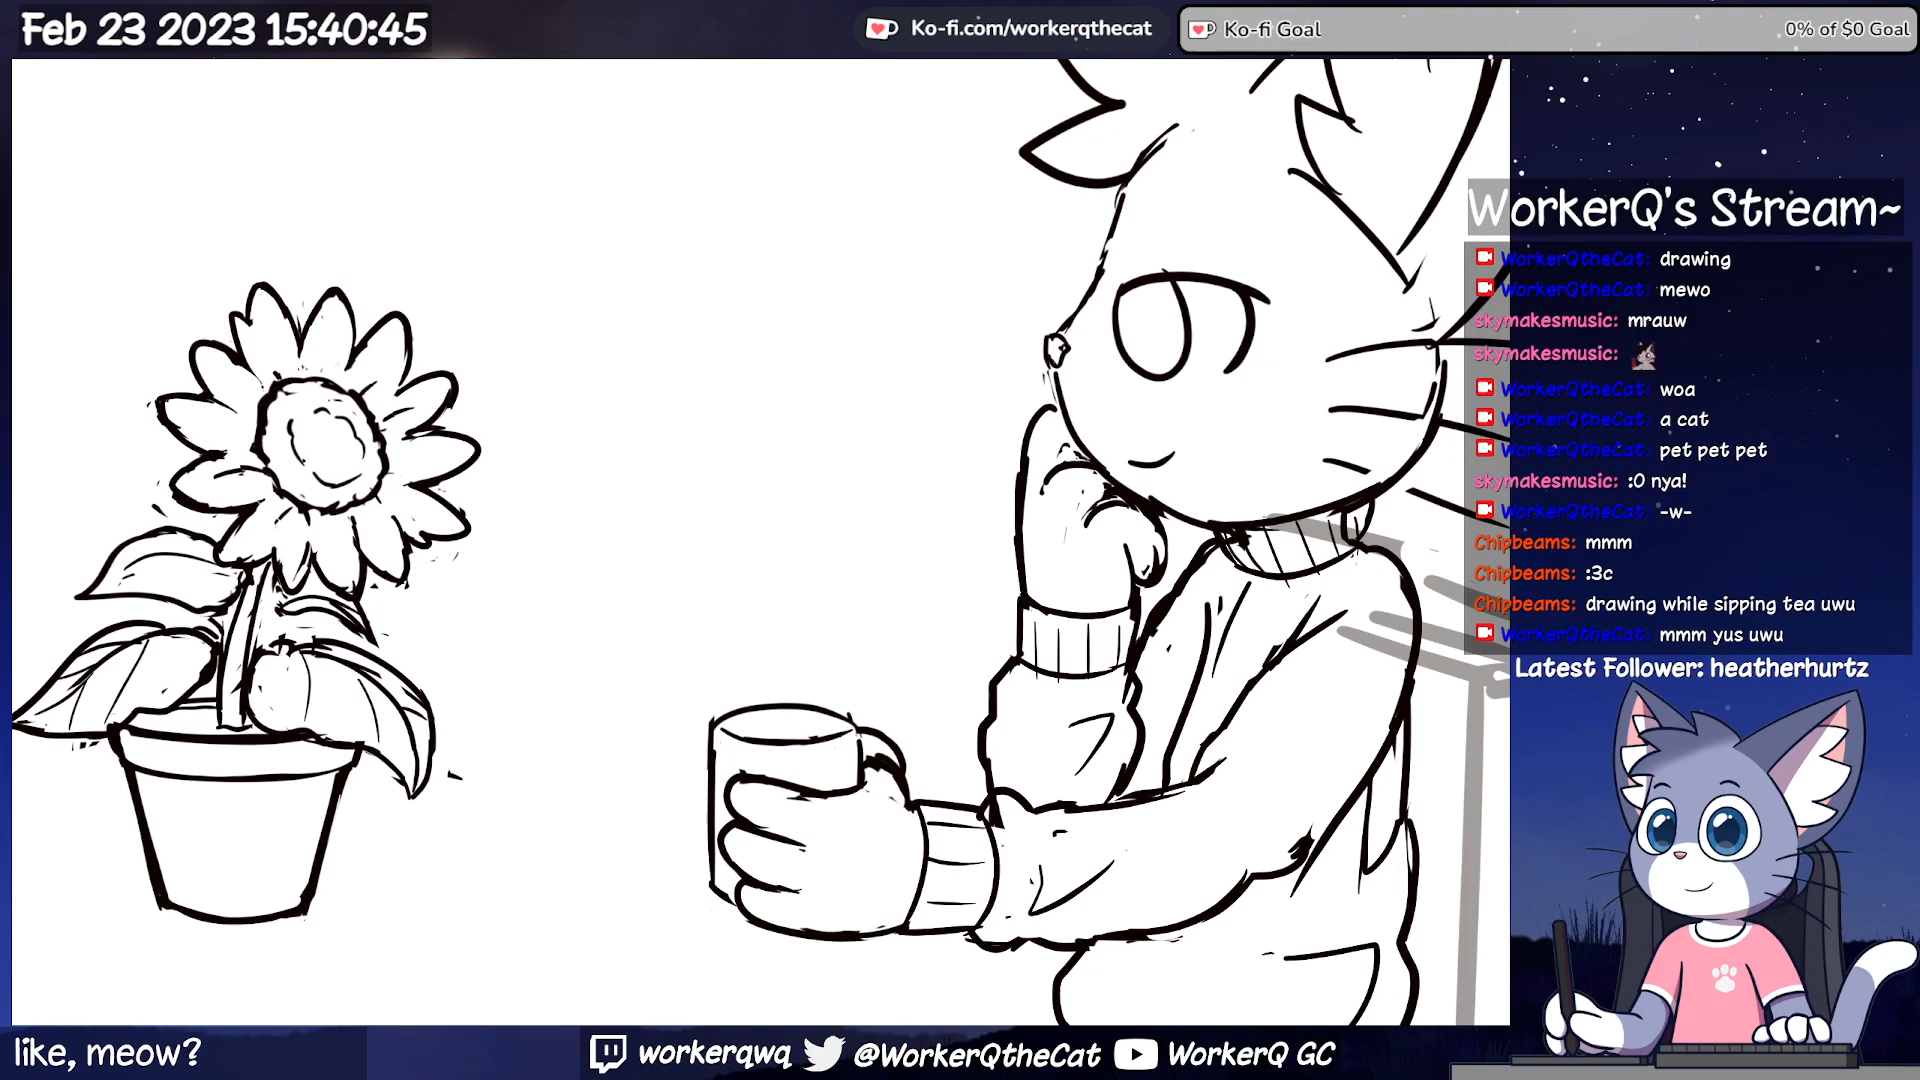 Feb 23 2023 15:40:45
Ko-fi.com/workerqthecat
Ko-fi Goal
0% of $0 Goal
WorkerQ's Stream~
WorkerQtheCat: drawing
WorkerQtheCat: mewo
skymakesmusic: mrauw
skymakesmusic:
WorkerQtheCat: woa
WorkerQtheCat: a cat
WorkerQtheCat: pet pet pet
skymakesmusic: :O nya!
WorkerQtheCat: -w-
Chipbeams: mmm
Chipbeams: :3c
Chipbeams: drawing while sipping tea uwu
WorkerQtheCat: mmm yus uwu
Latest Follower: heatherhurtz
like, meow?
workerqwq
@WorkerQtheCat
WorkerQ GC